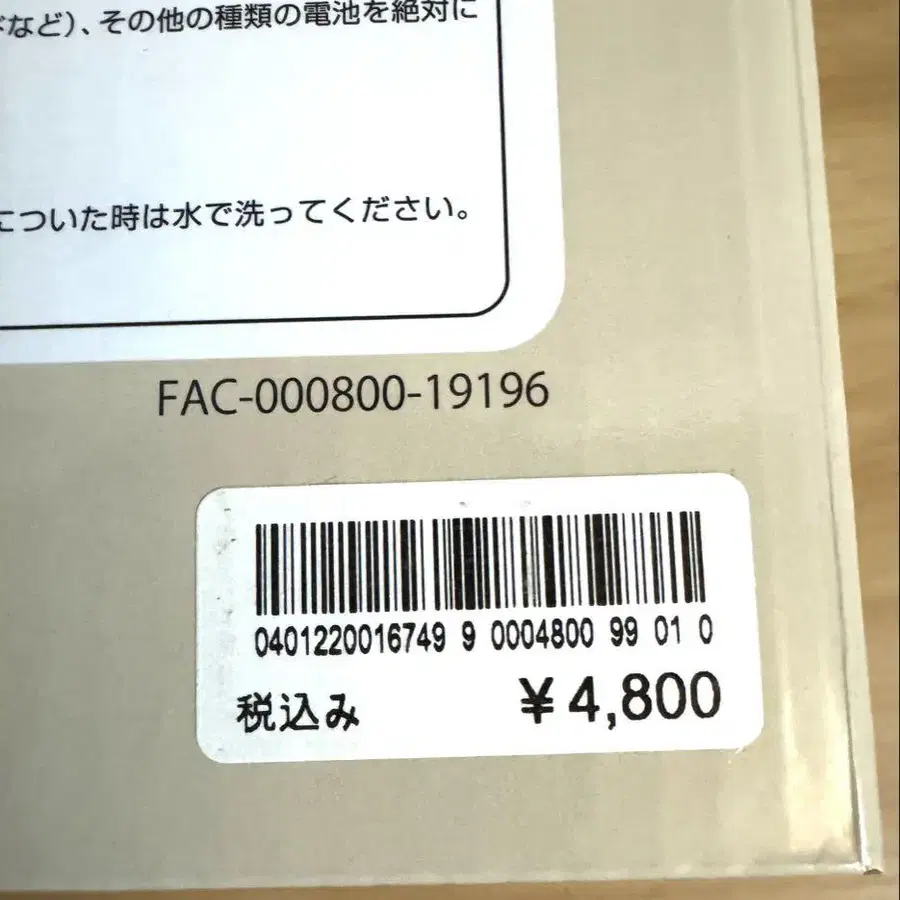 など)、その他の種類の電池を絶対に
についた時は水で洗ってください。
FAC-000800-19196
0401220016749 9 0004800 99 01 0
税込み ¥4,800